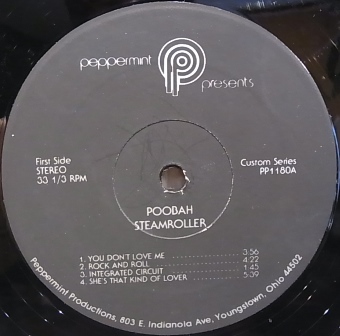 peppermint
presents
First Side
STEREO
33 1/3 RPM
Custom Series
PP1180A
POOBAH
STEAMROLLER
1. YOU DON'T LOVE ME 3:56
2. ROCK AND ROLL 4:22
3. INTEGRATED CIRCUIT 1:45
4. SHE'S THAT KIND OF LOVER 5:39
Peppermint Productions, 803 E. Indianola Ave, Youngstown, Ohio 44502